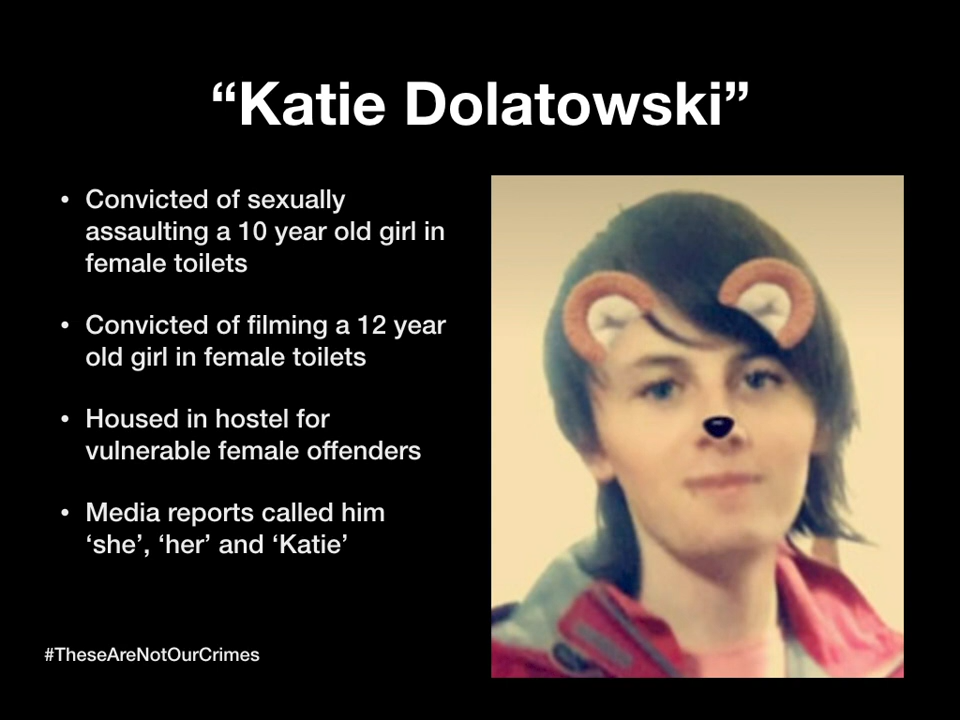 “Katie Dolatowski”
• Convicted of sexually
assaulting a 10 year old girl in
female toilets
• Convicted of filming a 12 year
old girl in female toilets
• Housed in hostel for
vulnerable female offenders
• Media reports called him
‘she’, ‘her’ and ‘Katie’
#TheseAreNotOurCrimes